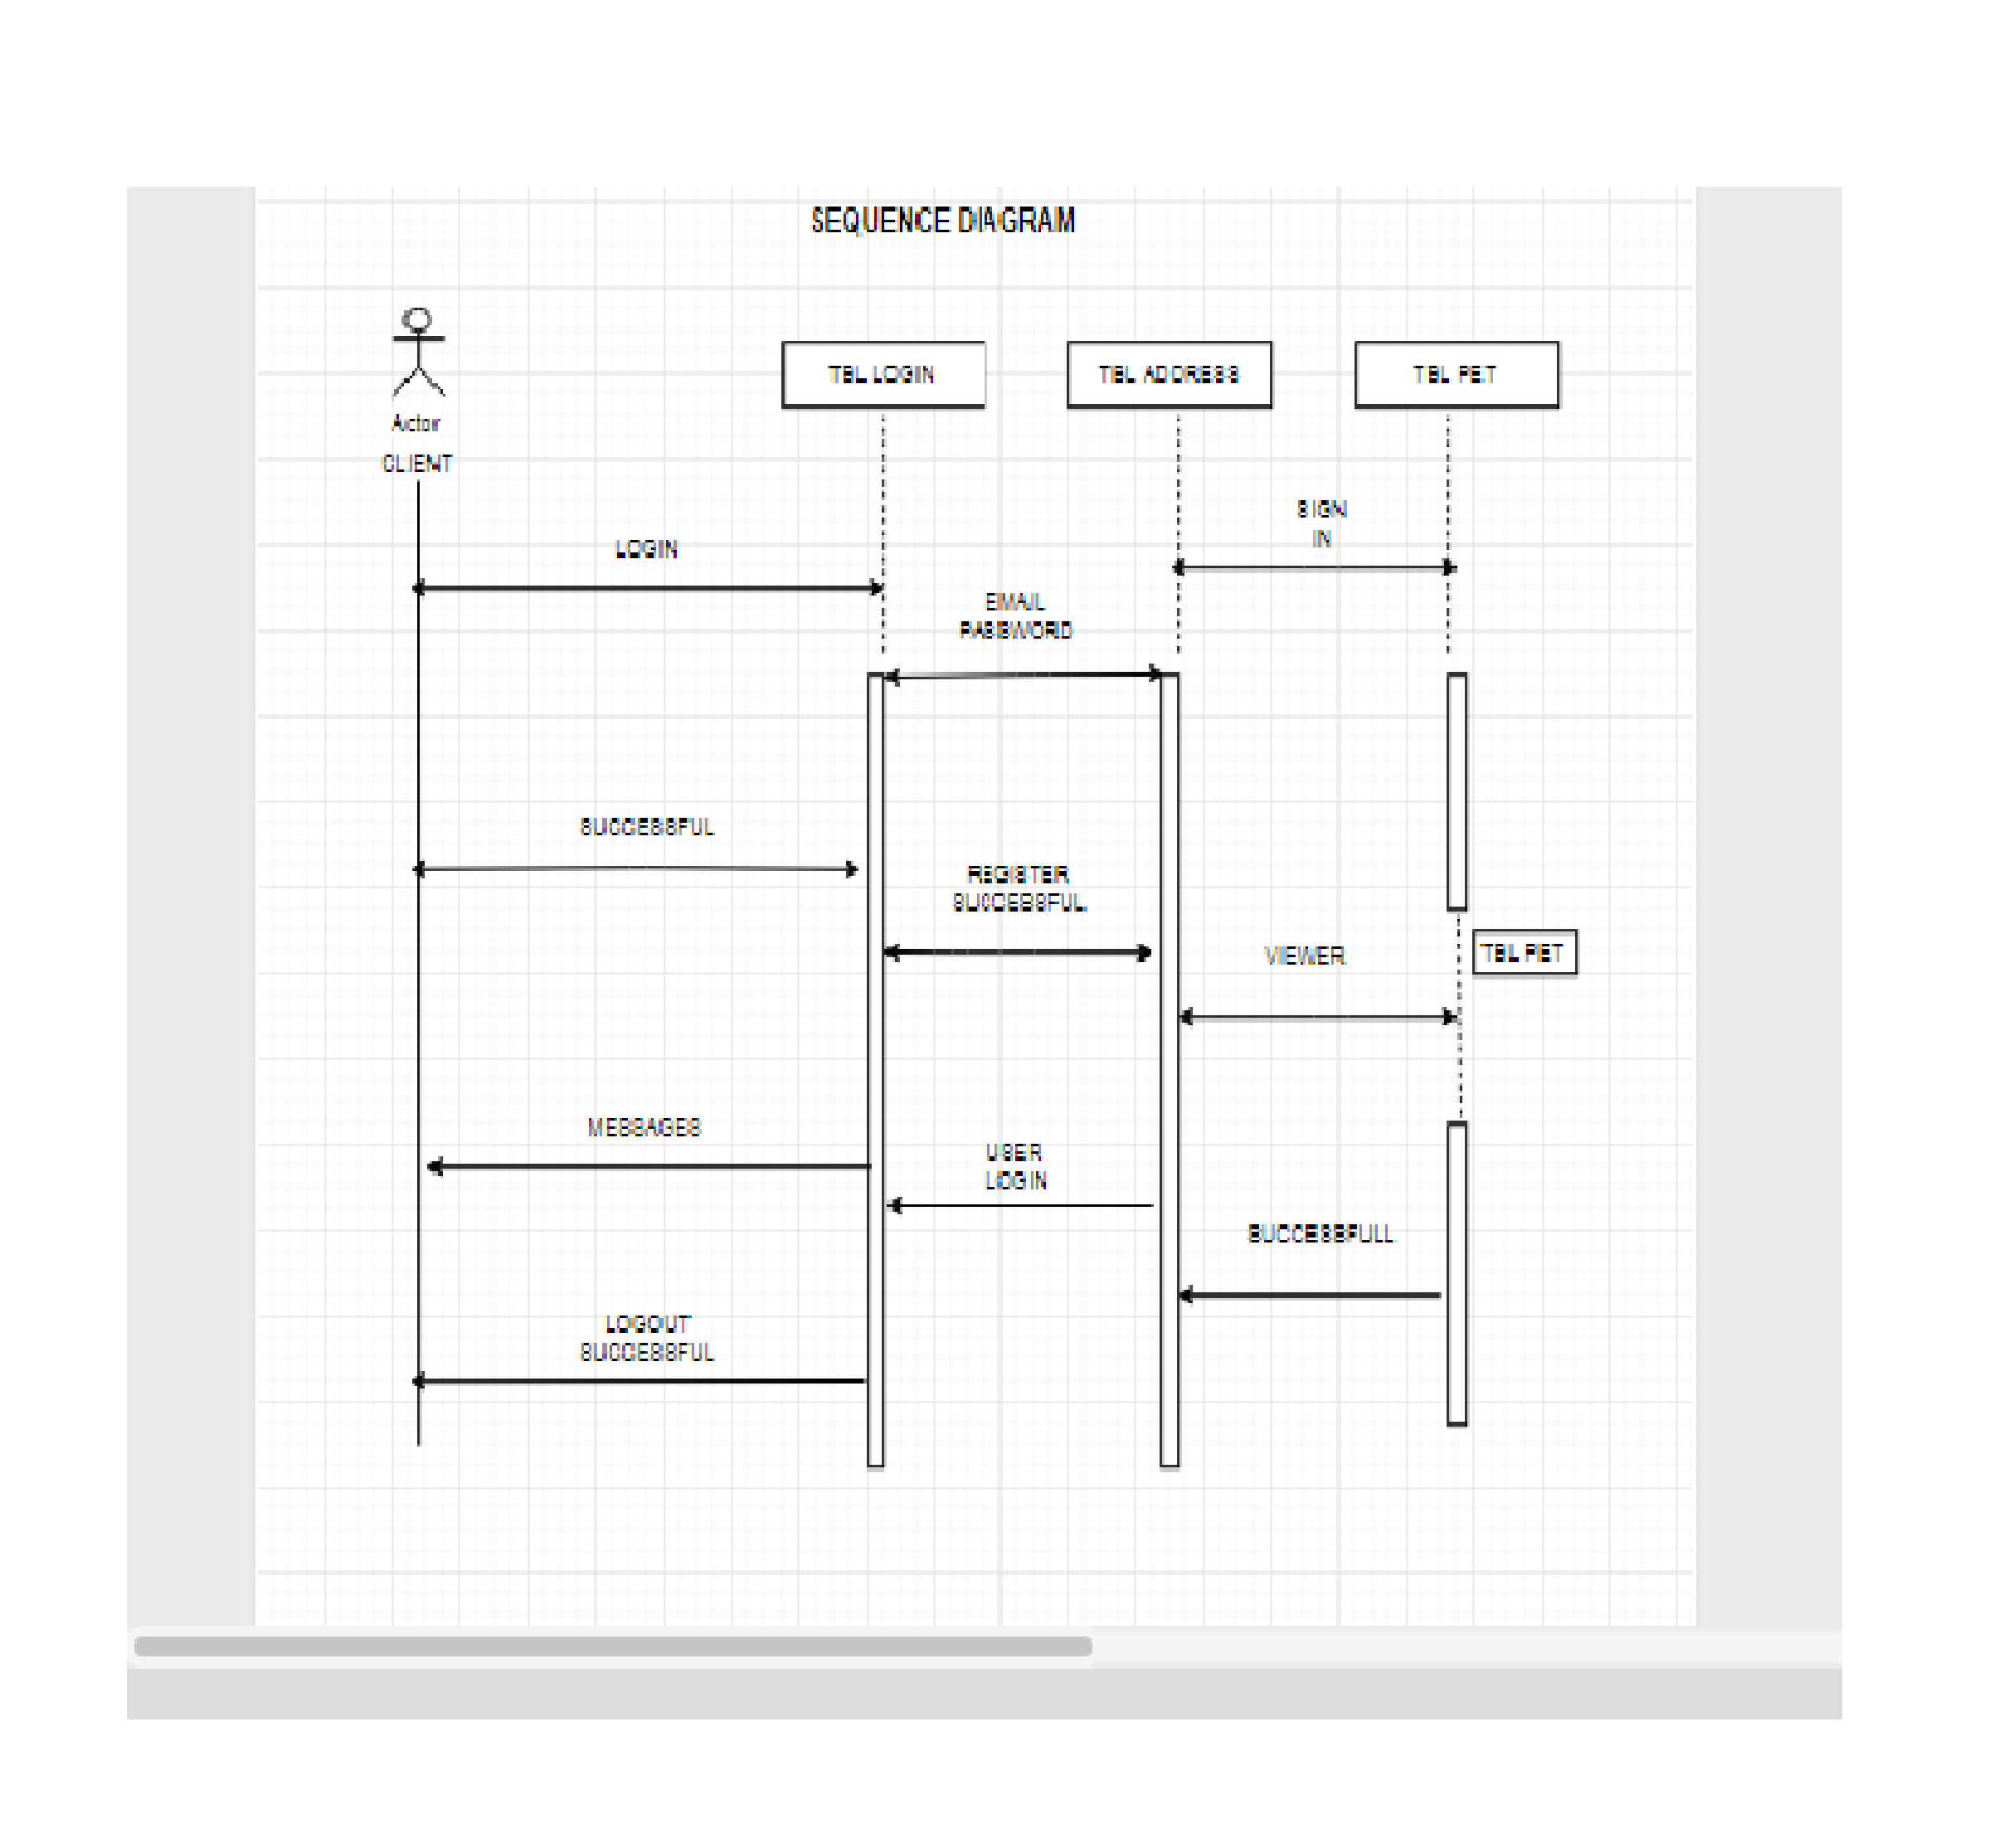 SEQUENCE DIAGRAM
Actor
CLIENT
TBL LOGIN
TBL ADDRESS
TBL PET
SIGN
IN
LOGIN
EMAIL
PASSWORD
SUCCESSFUL
REGISTER
SUCCESSFUL
VIEWER
TBL PET
MESSAGES
USER
LOGIN
SUCCESSFULL
LOGOUT
SUCCESSFUL